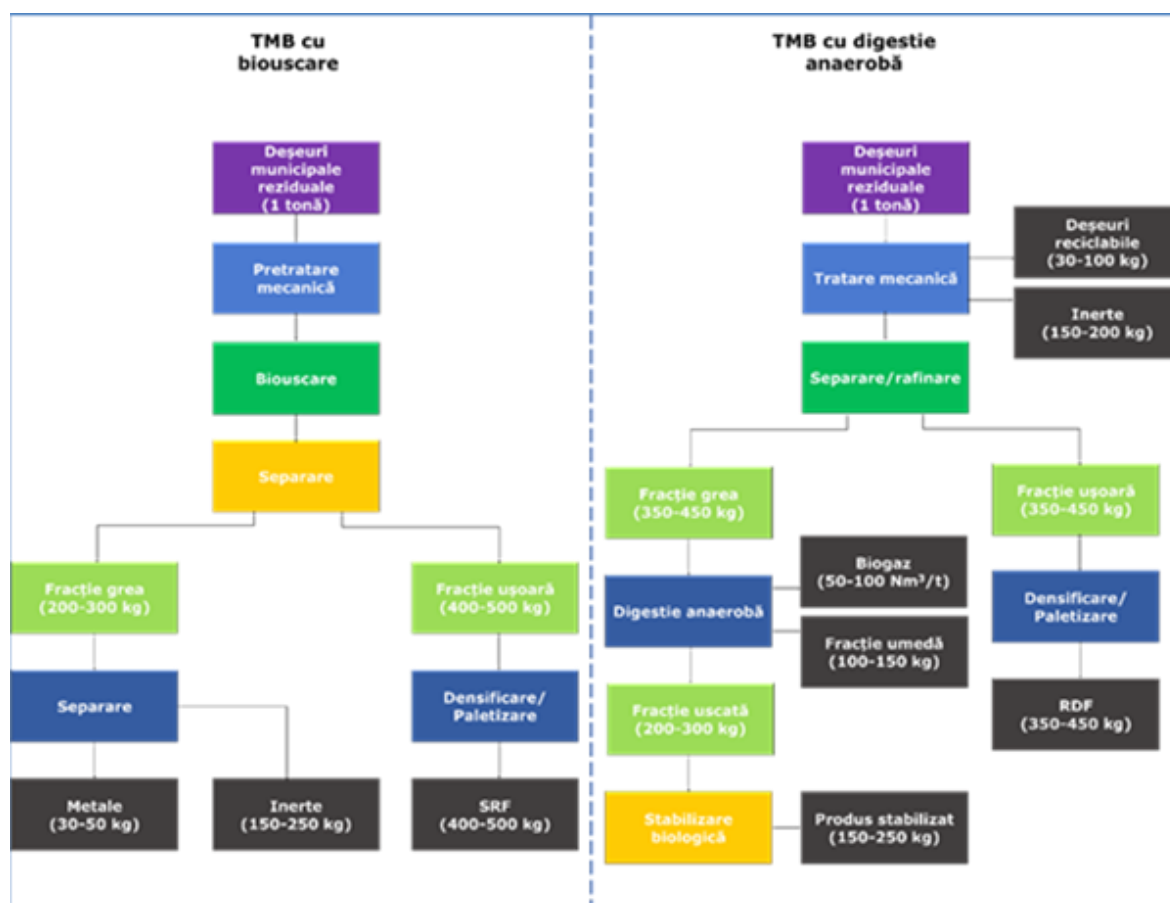 TMB cu
biouscare
Deșeuri
municipale
reziduale
(1 tonă)
Pretratare
mecanică
Biouscare
Separare
Fracție grea
(200-300 kg)
Fracție ușoară
(400-500 kg)
Separare
Densificare/
Paletizare
Metale
(30-50 kg)
Inerte
(150-250 kg)
SRF
(400-500 kg)
TMB cu digestie
anaerobă
Deșeuri
municipale
reziduale
(1 tonă)
Deșeuri
reciclabile
(30-100 kg)
Tratare mecanică
Inerte
(150-200 kg)
Separare/rafinare
Fracție grea
(350-450 kg)
Fracție ușoară
(350-450 kg)
Biogaz
(50-100 Nm³/t)
Digestie anaerobă
Densificare/
Paletizare
Fracție umedă
(100-150 kg)
Fracție uscată
(200-300 kg)
RDF
(350-450 kg)
Stabilizare
biologică
Produs stabilizat
(150-250 kg)